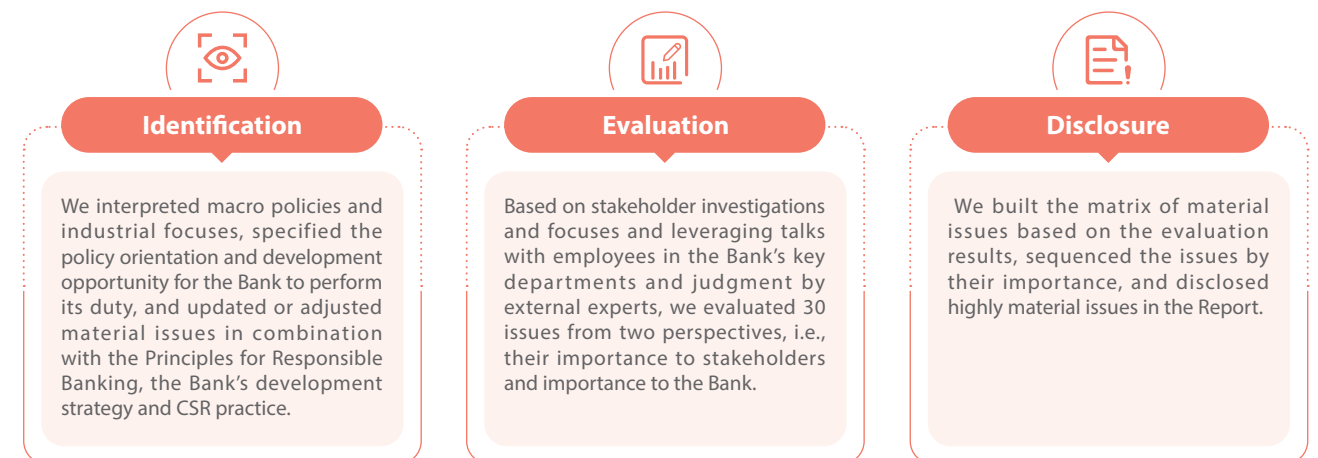 Identification
We interpreted macro policies and
industrial focuses, specified the
policy orientation and development
opportunity for the Bank to perform
its duty, and updated or adjusted
material issues in combination
with the Principles for Responsible
Banking, the Bank's development
strategy and CSR practice.
Evaluation
Based on stakeholder investigations
and focuses and leveraging talks
with employees in the Bank's key
departments and judgment by
external experts, we evaluated 30
issues from two perspectives, i.e.,
their importance to stakeholders
and importance to the Bank.
Disclosure
We built the matrix of material
issues based on the evaluation
results, sequenced the issues by
their importance, and disclosed
highly material issues in the Report.